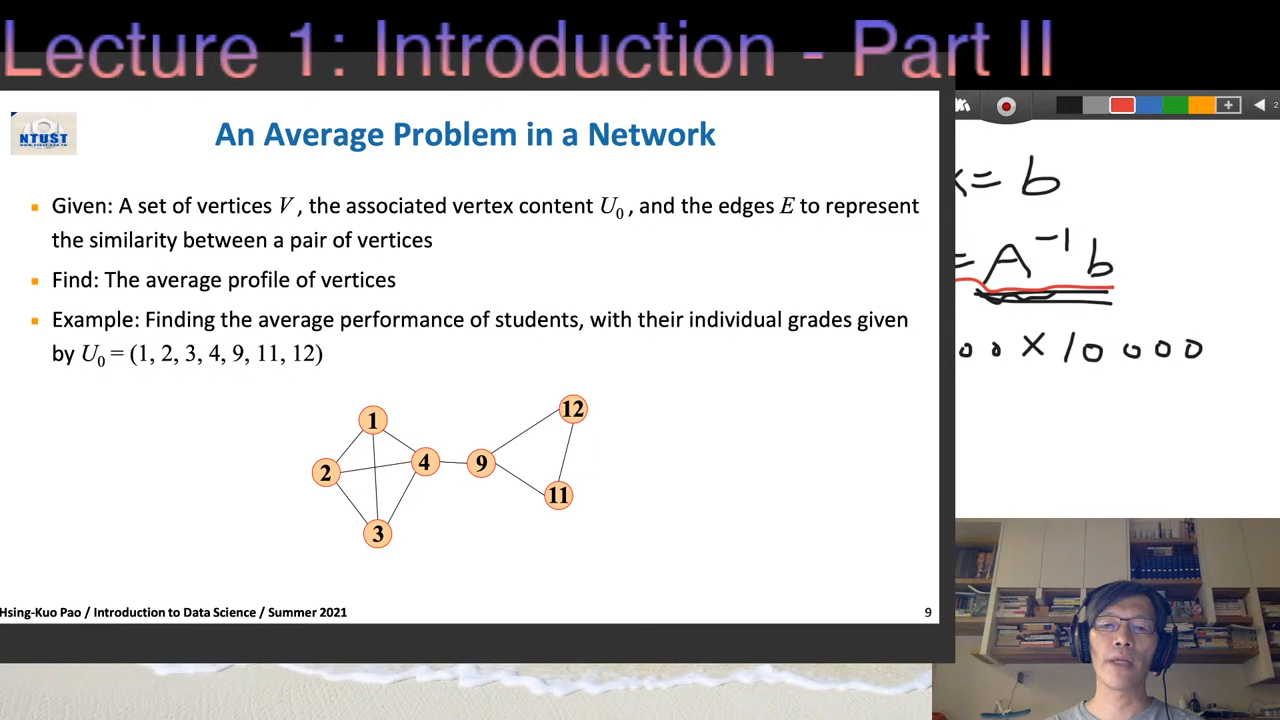 Lecture 1: Introduction - Part II
NTUST
An Average Problem in a Network
Given: A set of vertices V, the associated vertex content U₀, and the edges E to represent
the similarity between a pair of vertices
Find: The average profile of vertices
Example: Finding the average performance of students, with their individual grades given
by U₀ = (1, 2, 3, 4, 9, 11, 12)
1
2
3
4
9
12
11
Hsing-Kuo Pao / Introduction to Data Science / Summer 2021
9
x = b
= A⁻¹ b
00 × 10000
2